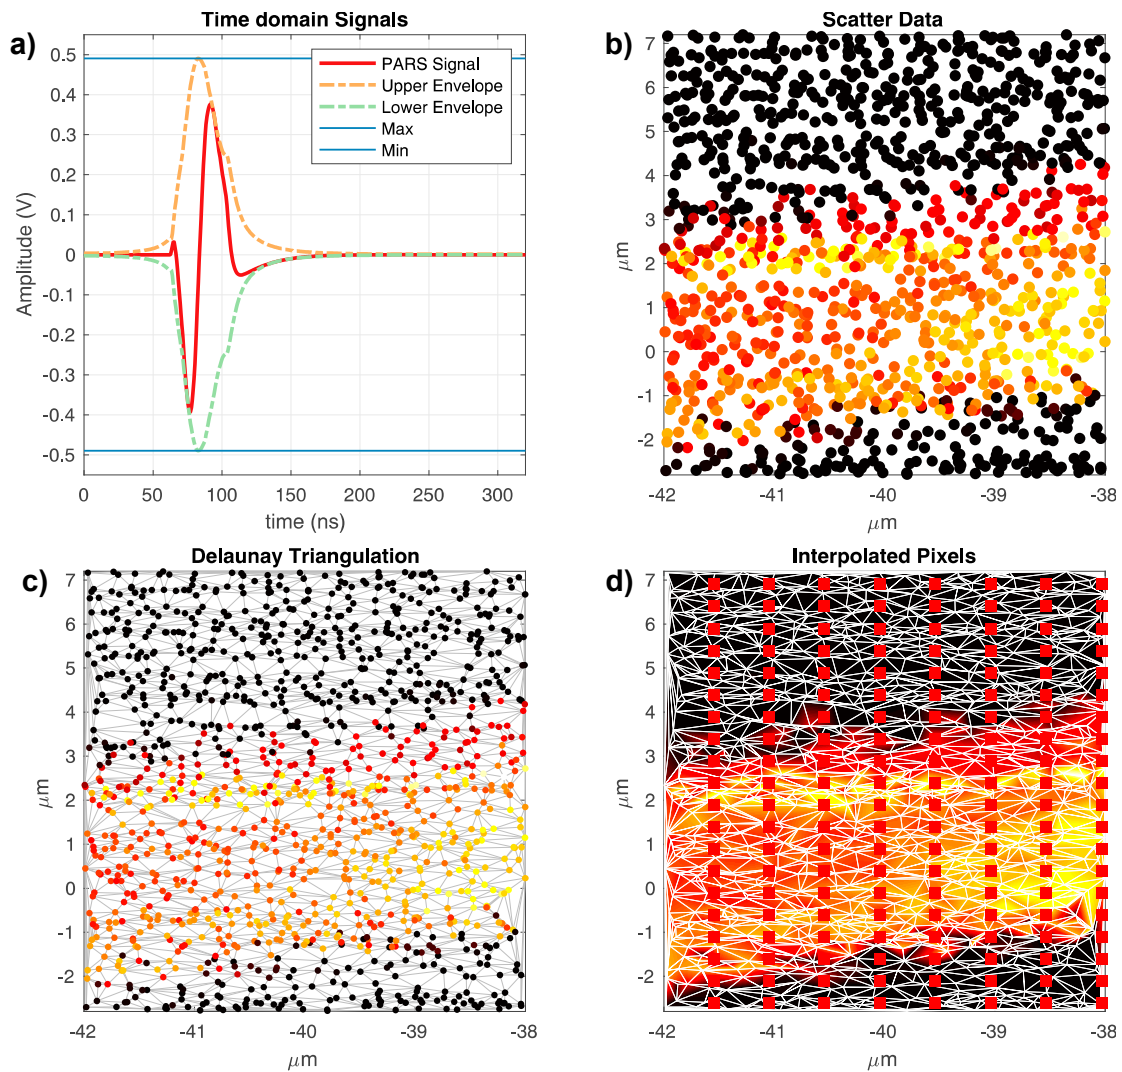 a)
Time domain Signals
0.5
0.4
0.3
0.2
0.1
0
-0.1
-0.2
-0.3
-0.4
-0.5
Amplitude (V)
PARS Signal
Upper Envelope
Lower Envelope
Max
Min
0 50 100 150 200 250 300
time (ns)
b)
Scatter Data
7
6
5
4
3
2
1
0
-1
-2
μm
-42 -41 -40 -39 -38
μm
c)
Delaunay Triangulation
7
6
5
4
3
2
1
0
-1
-2
μm
-42 -41 -40 -39 -38
μm
d)
Interpolated Pixels
7
6
5
4
3
2
1
0
-1
-2
μm
-42 -41 -40 -39 -38
μm